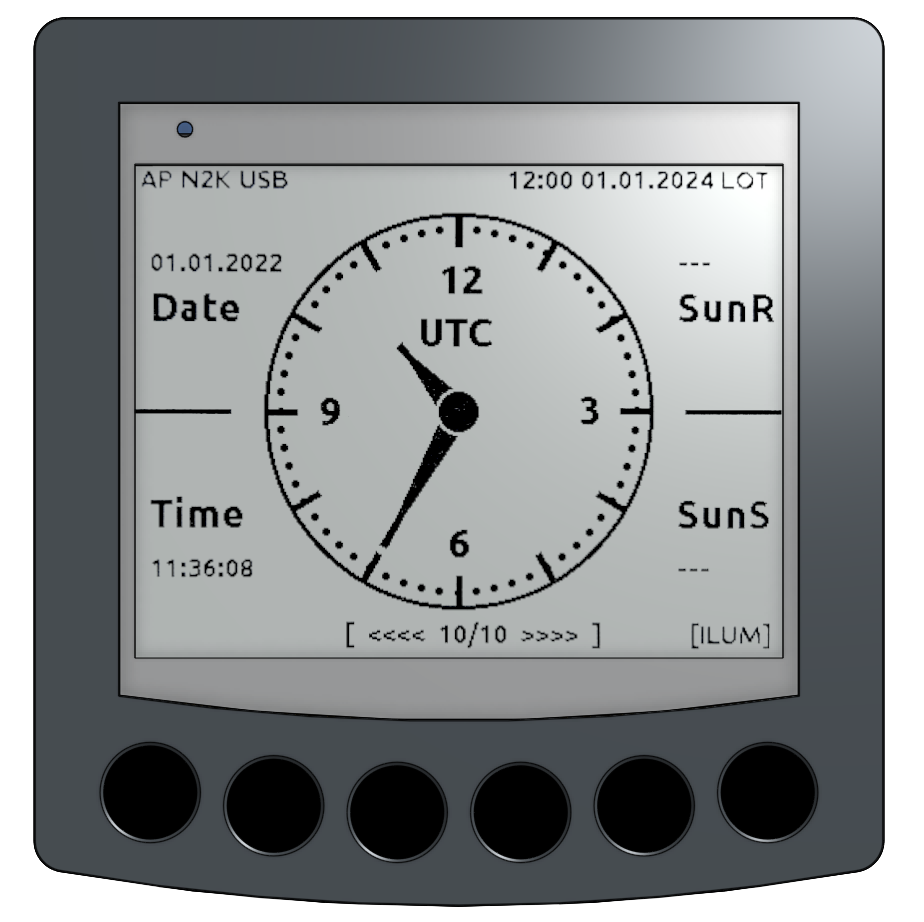 AP N2K USB 12:00 01.01.2024 LOT
01.01.2022
Date
12
UTC
9
3
6
---
SunR
Time
11:36:08
SunS
---
[ <<<< 10/10 >>>> ]
[ILUM]